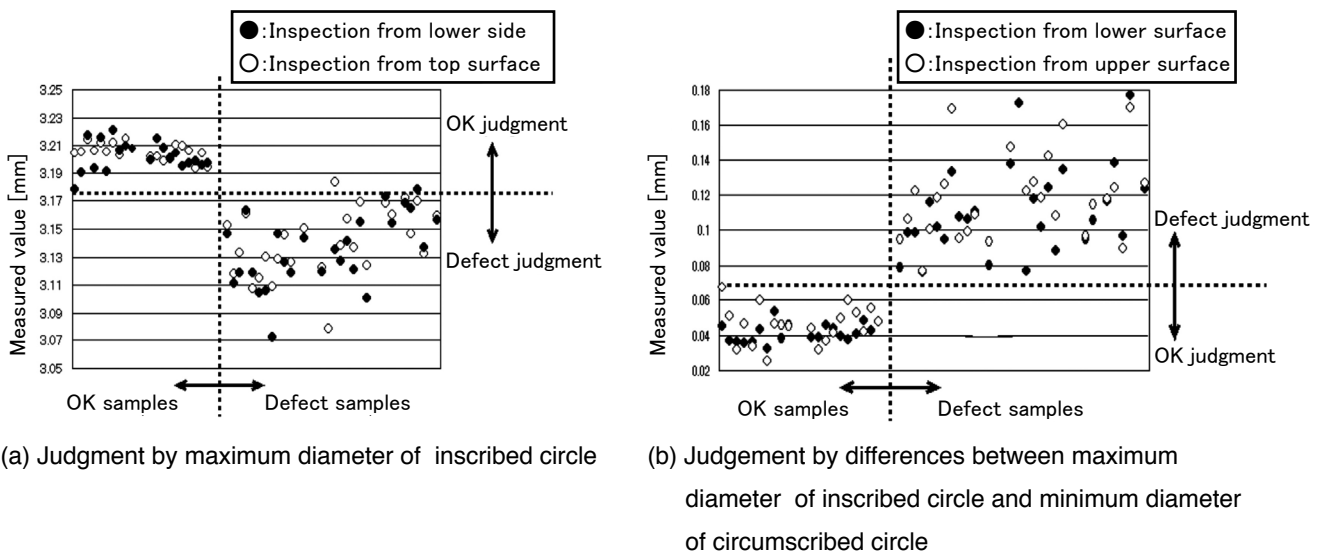 ●:Inspection from lower side
○:Inspection from top surface
3.25
3.23
3.21
3.19
3.17
3.15
3.13
3.11
3.09
3.07
3.05
Measured value [mm]
OK judgment
Defect judgment
OK samples
Defect samples
(a) Judgment by maximum diameter of inscribed circle
●:Inspection from lower surface
○:Inspection from upper surface
0.18
0.16
0.14
0.12
0.1
0.08
0.06
0.04
0.02
Measured value [mm]
Defect judgment
OK judgment
OK samples
Defect samples
(b) Judgement by differences between maximum
diameter of inscribed circle and minimum diameter
of circumscribed circle